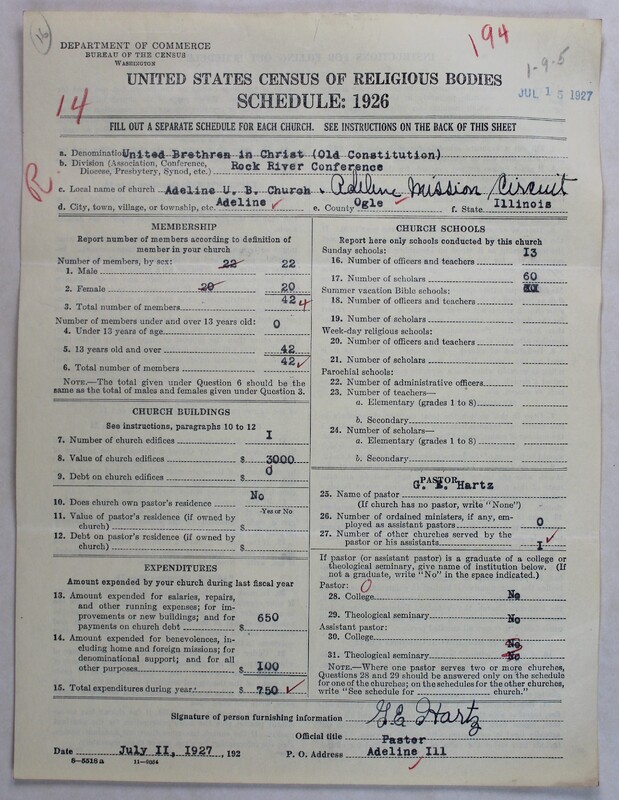 16
DEPARTMENT OF COMMERCE
BUREAU OF THE CENSUS
WASHINGTON
194
1-9-5
JUL 15 1927
UNITED STATES CENSUS OF RELIGIOUS BODIES
14
SCHEDULE: 1926
FILL OUT A SEPARATE SCHEDULE FOR EACH CHURCH. SEE INSTRUCTIONS ON THE BACK OF THIS SHEET
R
a. Denomination United Brethren in Christ (Old Constitution)
b. Division (Association, Conference, Diocese, Presbytery, Synod, etc.) Rock River Conference
c. Local name of church Adeline U. B. Church Adeline Mission / Circuit
d. City, town, village, or township, etc. Adeline e. County Ogle f. State Illinois
MEMBERSHIP
Report number of members according to definition of
member in your church
Number of members, by sex:
1. Male 22 22
2. Female 20 20
3. Total number of members 42
Number of members under and over 13 years old:
4. Under 13 years of age 0
5. 13 years old and over 42
6. Total number of members 42
NOTE.—The total given under Question 6 should be the
same as the total of males and females given under Question 3.
CHURCH BUILDINGS
See instructions, paragraphs 10 to 12
7. Number of church edifices I
8. Value of church edifices $ 3000
9. Debt on church edifices $ 0
10. Does church own pastor's residence No
Yes or No
11. Value of pastor's residence (if owned by
church) $
12. Debt on pastor's residence (if owned by
church) $
EXPENDITURES
Amount expended by your church during last fiscal year
13. Amount expended for salaries, repairs,
and other running expenses; for im-
provements or new buildings; and for
payments on church debt $ 650
14. Amount expended for benevolences, in-
cluding home and foreign missions; for
denominational support; and for all
other purposes $ I00
15. Total expenditures during year $ 750
CHURCH SCHOOLS
Report here only schools conducted by this church
Sunday schools:
16. Number of officers and teachers I3
17. Number of scholars 60
Summer vacation Bible schools:
18. Number of officers and teachers
19. Number of scholars
Week-day religious schools:
20. Number of officers and teachers
21. Number of scholars
Parochial schools:
22. Number of administrative officers
23. Number of teachers—
a. Elementary (grades 1 to 8)
b. Secondary
24. Number of scholars—
a. Elementary (grades 1 to 8)
b. Secondary
PASTOR
25. Name of pastor G. E. Hartz
(If church has no pastor, write "None")
26. Number of ordained ministers, if any, em-
ployed as assistant pastors 0
27. Number of other churches served by the
pastor or his assistants I
If pastor (or assistant pastor) is a graduate of a college or
theological seminary, give name of institution below. (If
not a graduate, write "No" in the space indicated.)
Pastor: 0
28. College No
29. Theological seminary No
Assistant pastor:
30. College No
31. Theological seminary No
NOTE.—Where one pastor serves two or more churches,
Questions 28 and 29 should be answered only on the schedule
for one of the churches; on the schedules for the other churches,
write "See schedule for church."
Signature of person furnishing information G E Hartz
Official title Pastor
Date July II, 1927 , 192 P. O. Address Adeline Ill
8-5518 a 11-9034